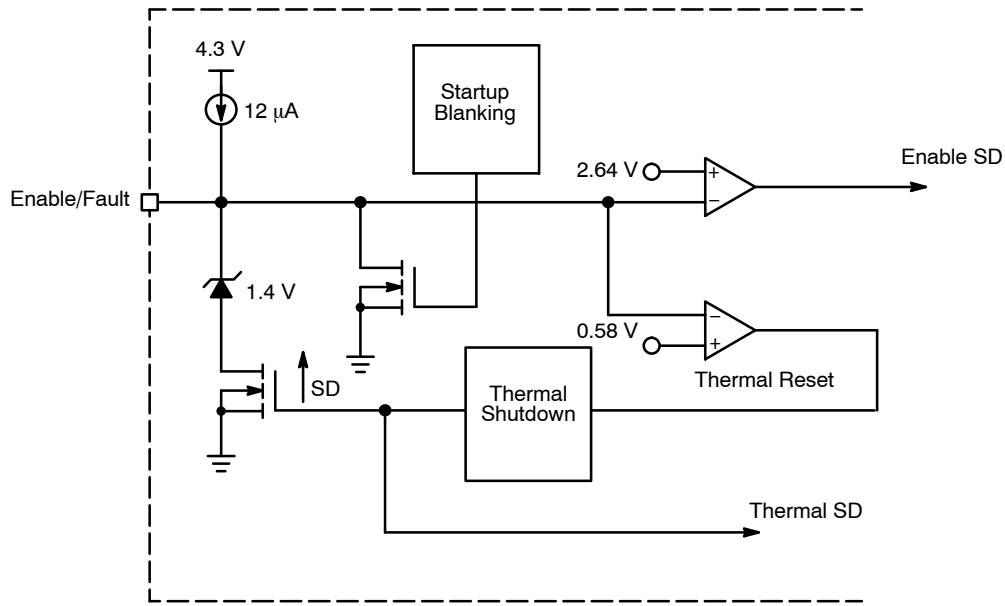 4.3 V
12 μA
Startup
Blanking
2.64 V
+
−
Enable SD
Enable/Fault
1.4 V
SD
0.58 V
−
+
Thermal Reset
Thermal
Shutdown
Thermal SD